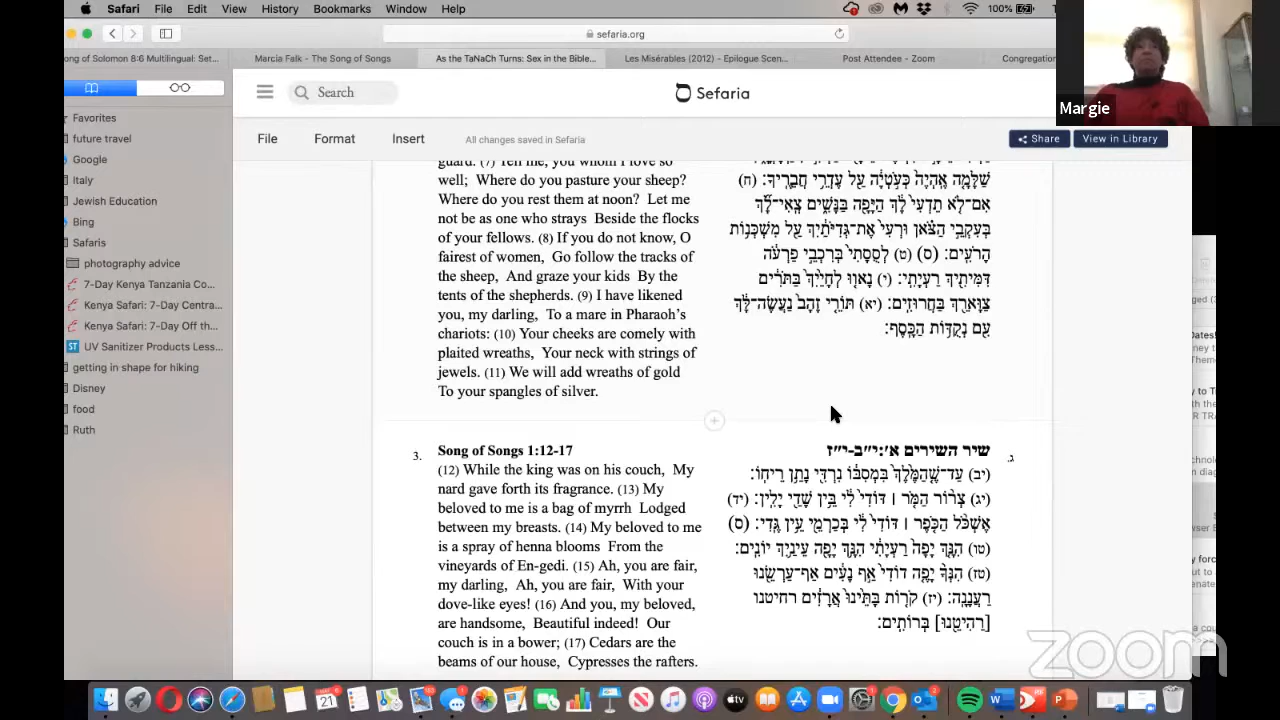 Safari File Edit View History Bookmarks Window Help 100%
sefaria.org
ong of Solomon 8:6 Multilingual: Set... Marcia Falk - The Song of Songs As the TaNaCh Turns: Sex in the Bible... Les Misérables (2012) - Epilogue Scen... Post Attendee - Zoom Congregation
Margie
Search
Sefaria
File Format Insert All changes saved in Sefaria Share View in Library
Favorites
future travel
Google
Italy
Jewish Education
Bing
Safaris
photography advice
7-Day Kenya Tanzania Co...
Kenya Safari: 7-Day Centra...
Kenya Safari: 7-Day Off th...
UV Sanitizer Products Less...
getting in shape for hiking
Disney
food
Ruth
guard. (7) Tell me, you whom I love so
well; Where do you pasture your sheep?
Where do you rest them at noon? Let me
not be as one who strays Beside the flocks
of your fellows. (8) If you do not know, O
fairest of women, Go follow the tracks of
the sheep, And graze your kids By the
tents of the shepherds. (9) I have likened
you, my darling, To a mare in Pharaoh's
chariots: (10) Your cheeks are comely with
plaited wreaths, Your neck with strings of
jewels. (11) We will add wreaths of gold
To your spangles of silver.
שַׁלָּמָ֤ה אֶֽהְיֶה֙ כְּעֹ֣טְיָ֔ה עַ֖ל עֶדְרֵ֥י חֲבֵרֶֽיךָ׃ (ח)
אִם־לֹ֤א תֵדְעִי֙ לָ֔ךְ הַיָּפָ֖ה בַּנָּשִׁ֑ים צְֽאִי־לָ֞ךְ
בְּעִקְבֵ֣י הַצֹּ֗אן וּרְעִי֙ אֶת־גְּדִיֹּתַ֔יִךְ עַ֖ל מִשְׁכְּנ֥וֹת
הָרֹעִֽים׃ (ס) (ט) לְסֻסָתִי֙ בְּרִכְבֵ֣י פַרְעֹ֔ה
דִּמִּיתִ֖יךְ רַעְיָתִֽי׃ (י) נָאו֤וּ לְחָיַ֙יִךְ֙ בַּתֹּרִ֔ים
צַוָּארֵ֖ךְ בַּחֲרוּזִֽים׃ (יא) תּוֹרֵ֤י זָהָב֙ נַעֲשֶׂה־לָּ֔ךְ
עִ֖ם נְקֻדּ֥וֹת הַכָּֽסֶף׃
3. Song of Songs 1:12-17
(12) While the king was on his couch, My
nard gave forth its fragrance. (13) My
beloved to me is a bag of myrrh Lodged
between my breasts. (14) My beloved to me
is a spray of henna blooms From the
vineyards of En-gedi. (15) Ah, you are fair,
my darling, Ah, you are fair, With your
dove-like eyes! (16) And you, my beloved,
are handsome, Beautiful indeed! Our
couch is in a bower; (17) Cedars are the
beams of our house, Cypresses the rafters.
ג. שיר השירים א׳:י״ב-י״ז
(יב) עַד־שֶׁ֤הַמֶּ֙לֶךְ֙ בִּמְסִבּ֔וֹ נִרְדִּ֖י נָתַ֥ן רֵיחֽוֹ׃
(יג) צְר֨וֹר הַמֹּ֤ר ׀ דּוֹדִי֙ לִ֔י בֵּ֥ין שָׁדַ֖י יָלִֽין׃ (יד)
אֶשְׁכֹּ֨ל הַכֹּ֤פֶר ׀ דּוֹדִי֙ לִ֔י בְּכַרְמֵ֖י עֵ֥ין גֶּֽדִי׃ (ס)
(טו) הִנָּ֤ךְ יָפָה֙ רַעְיָתִ֔י הִנָּ֥ךְ יָפָ֖ה עֵינַ֥יִךְ יוֹנִֽים׃
(טז) הִנְּךָ֨ יָפֶ֤ה דוֹדִי֙ אַ֣ף נָעִ֔ים אַף־עַרְשֵׂ֖נוּ
רַעֲנָנָֽה׃ (יז) קֹר֤וֹת בָּתֵּ֙ינוּ֙ אֲרָזִ֔ים רחיטנו
[רַהִיטֵ֖נוּ] בְּרוֹתִֽים׃
zoom